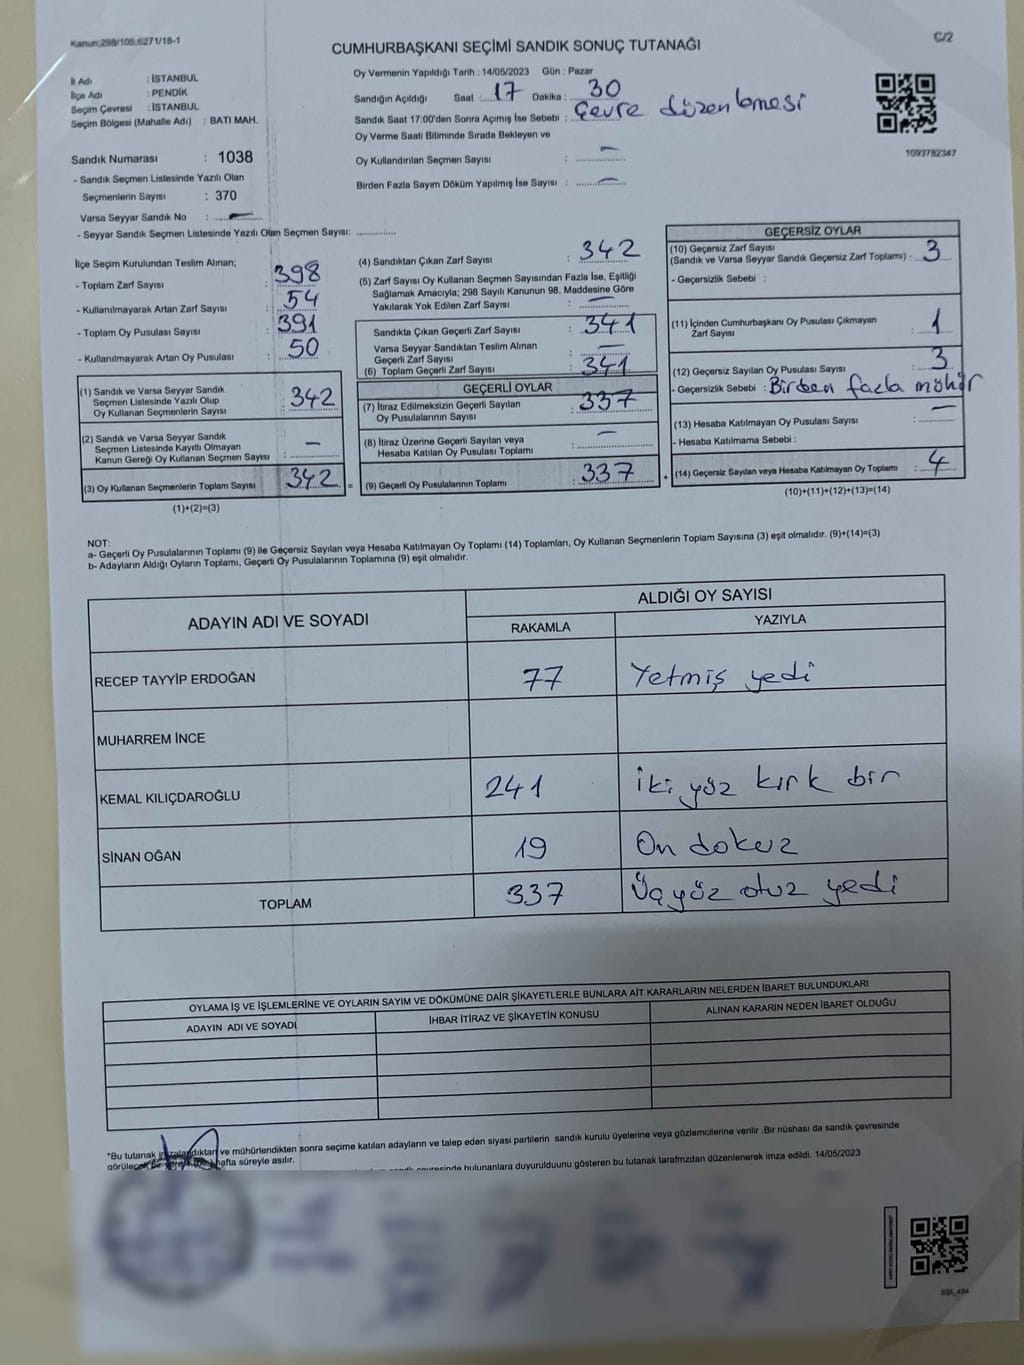 Kanun;298/105;6271/18-1
C/2
CUMHURBAŞKANI SEÇİMİ SANDIK SONUÇ TUTANAĞI
İl Adı : İSTANBUL
İlçe Adı : PENDİK
Seçim Çevresi : İSTANBUL
Seçim Bölgesi (Mahalle Adı) : BATI MAH.
Sandık Numarası : 1038
- Sandık Seçmen Listesinde Yazılı Olan
Seçmenlerin Sayısı : 370
Varsa Seyyar Sandık No : -
- Seyyar Sandık Seçmen Listesinde Yazılı Olan Seçmen Sayısı: ..............
Oy Vermenin Yapıldığı Tarih : 14/05/2023 Gün : Pazar
Sandığın Açıldığı Saat : 17 Dakika : 30
Sandık Saat 17:00'den Sonra Açımış İse Sebebi : Çevre düzenlemesi
Oy Verme Saati Bitiminde Sırada Bekleyen ve
Oy Kullandırılan Seçmen Sayısı : -
Birden Fazla Sayım Döküm Yapılmış İse Sayısı : -
1093782347
İlçe Seçim Kurulundan Teslim Alınan;
- Toplam Zarf Sayısı : 398
- Kullanılmayarak Artan Zarf Sayısı : 54
- Toplam Oy Pusulası Sayısı : 391
- Kullanılmayarak Artan Oy Pusulası : 50
(1) Sandık ve Varsa Seyyar Sandık
Seçmen Listesinde Yazılı Olup
Oy Kullanan Seçmenlerin Sayısı : 342
(2) Sandık ve Varsa Seyyar Sandık
Seçmen Listesinde Kayıtlı Olmayan
Kanun Gereği Oy Kullanan Seçmen Sayısı : -
(3) Oy Kullanan Seçmenlerin Toplam Sayısı : 342 =
(1)+(2)=(3)
(4) Sandıktan Çıkan Zarf Sayısı : 342
(5) Zarf Sayısı Oy Kullanan Seçmen Sayısından Fazla İse, Eşitliği
Sağlamak Amacıyla; 298 Sayılı Kanunun 98. Maddesine Göre
Yakılarak Yok Edilen Zarf Sayısı : -
Sandıkta Çıkan Geçerli Zarf Sayısı : 341
Varsa Seyyar Sandıktan Teslim Alınan
Geçerli Zarf Sayısı : -
(6) Toplam Geçerli Zarf Sayısı : 341
GEÇERLİ OYLAR
(7) İtiraz Edilmeksizin Geçerli Sayılan
Oy Pusulalarının Sayısı : 337
(8) İtiraz Üzerine Geçerli Sayılan veya
Hesaba Katılan Oy Pusulası Toplamı : -
(9) Geçerli Oy Pusulalarının Toplamı : 337 +
GEÇERSİZ OYLAR
(10) Geçersiz Zarf Sayısı
(Sandık ve Varsa Seyyar Sandık Geçersiz Zarf Toplamı) : 3
- Geçersizlik Sebebi :
(11) İçinden Cumhurbaşkanı Oy Pusulası Çıkmayan
Zarf Sayısı : 1
(12) Geçersiz Sayılan Oy Pusulası Sayısı : 3
- Geçersizlik Sebebi : Birden fazla mühür
(13) Hesaba Katılmayan Oy Pusulası Sayısı : -
- Hesaba Katılmama Sebebi :
(14) Geçersiz Sayılan veya Hesaba Katılmayan Oy Toplamı : 4
(10)+(11)+(12)+(13)=(14)
NOT:
a- Geçerli Oy Pusulalarının Toplamı (9) ile Geçersiz Sayılan veya Hesaba Katılmayan Oy Toplamı (14) Toplamları, Oy Kullanan Seçmenlerin Toplam Sayısına (3) eşit olmalıdır. (9)+(14)=(3)
b- Adayların Aldığı Oyların Toplamı, Geçerli Oy Pusulalarının Toplamına (9) eşit olmalıdır.
ADAYIN ADI VE SOYADI ALDIĞI OY SAYISI
RAKAMLA YAZIYLA
RECEP TAYYİP ERDOĞAN 77 Yetmiş yedi
MUHARREM İNCE
KEMAL KILIÇDAROĞLU 241 İki yüz kırk bir
SİNAN OĞAN 19 On dokuz
TOPLAM 337 Üçyüz otuz yedi
OYLAMA İŞ VE İŞLEMLERİNE VE OYLARIN SAYIM VE DÖKÜMÜNE DAİR ŞİKAYETLERLE BUNLARA AİT KARARLARIN NELERDEN İBARET BULUNDUKLARI
ADAYIN ADI VE SOYADI İHBAR İTİRAZ VE ŞİKAYETİN KONUSU ALINAN KARARIN NEDEN İBARET OLDUĞU
*Bu tutanak imzalandıktan ve mühürlendikten sonra seçime katılan adayların ve talep eden siyasi partilerin sandık kurulu üyelerine veya gözlemcilerine verilir .Bir nüshası da sandık çevresinde
görülecek bir yere hafta süreyle asılır.
sandık çevresinde bulunanlara duyurulduunu gösteren bu tutanak tarafmzdan düzenlenerek imza edildi. 14/05/2023